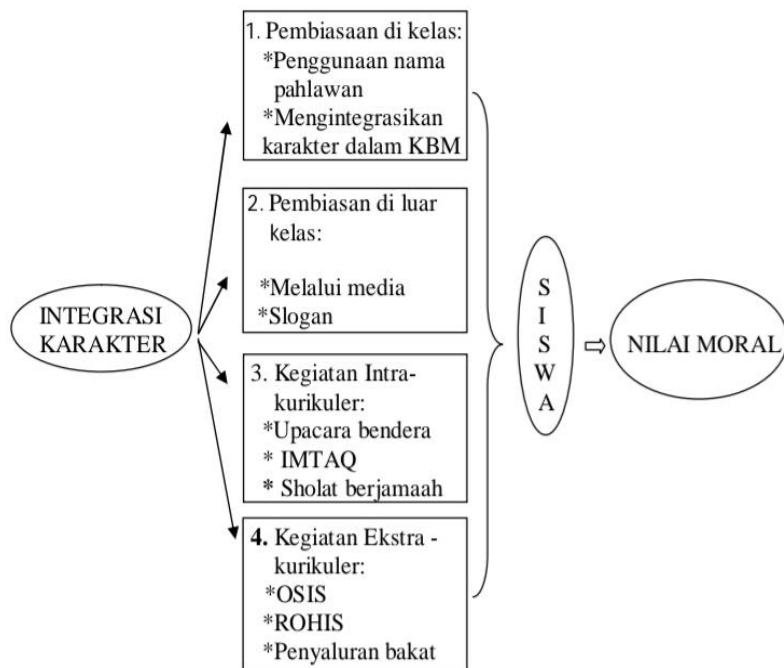 1. Pembiasaan di kelas:
*Penggunaan nama
pahlawan
*Mengintegrasikan
karakter dalam KBM
2. Pembiasan di luar
kelas:
*Melalui media
*Slogan
INTEGRASI
KARAKTER
3. Kegiatan Intra-
kurikuler:
*Upacara bendera
* IMTAQ
* Sholat berjamaah
4. Kegiatan Ekstra -
kurikuler:
*OSIS
*ROHIS
*Penyaluran bakat
S
I
S
W
A
NILAI MORAL